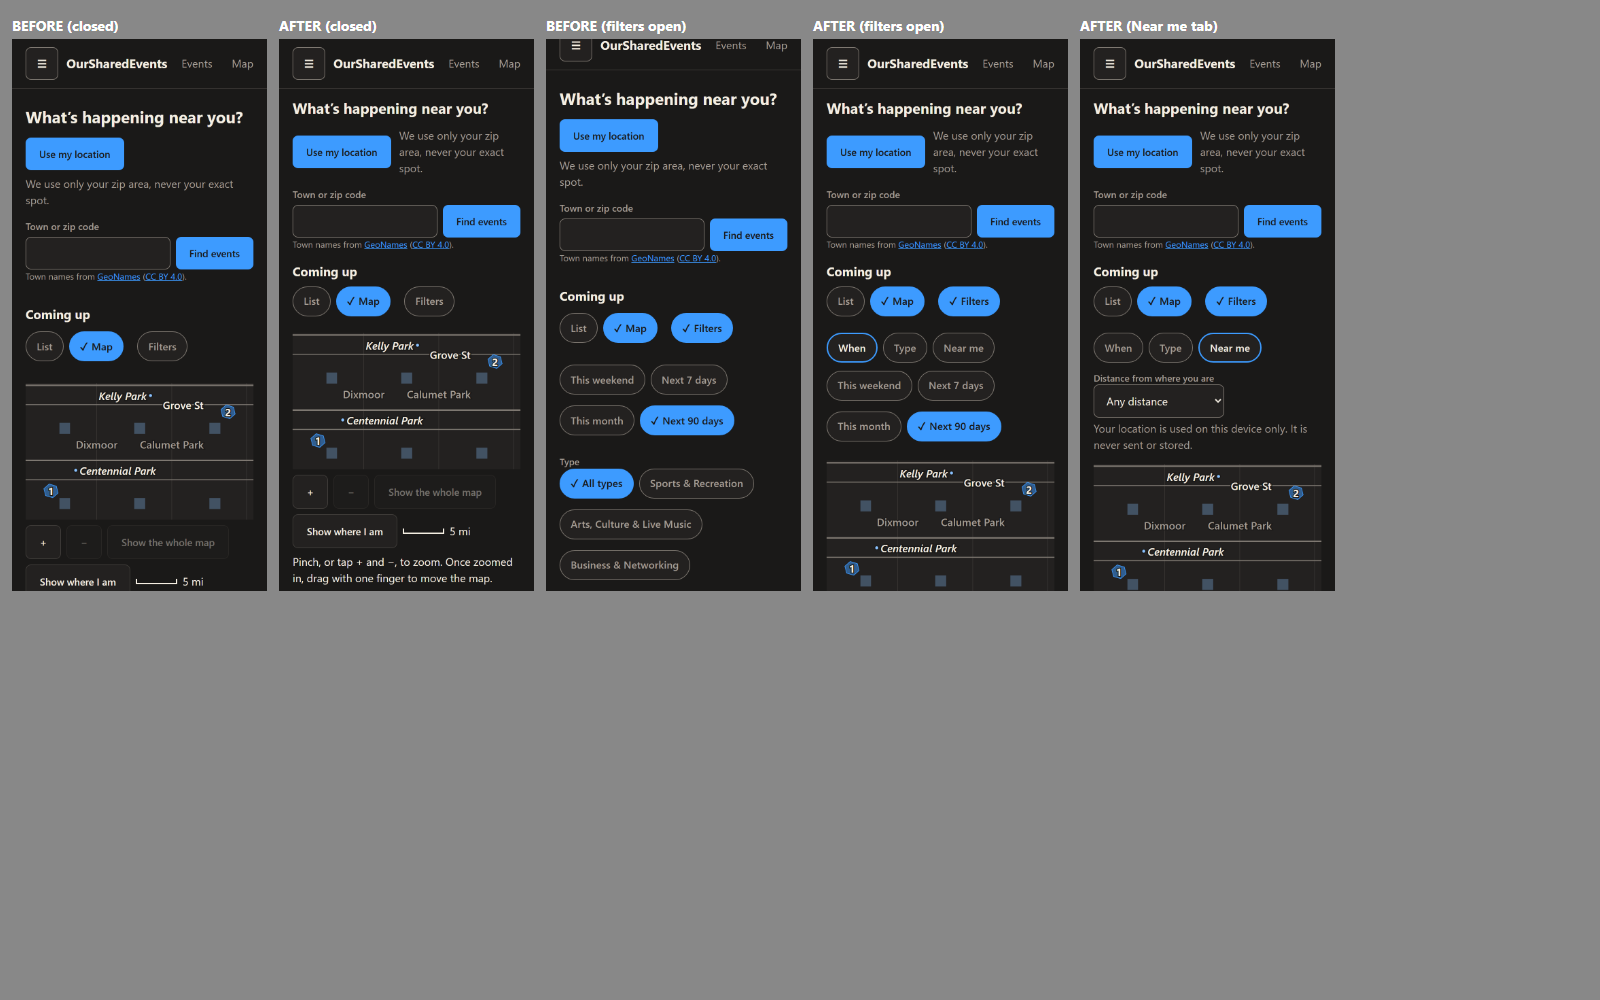 BEFORE (closed)
☰ OurSharedEvents Events Map
What's happening near you?
Use my location
We use only your zip area, never your exact
spot.
Town or zip code
Find events
Town names from GeoNames (CC BY 4.0).
Coming up
List ✓ Map Filters
Kelly Park
Grove St
2
Dixmoor Calumet Park
Centennial Park
1
+ − Show the whole map
Show where I am 5 mi
AFTER (closed)
☰ OurSharedEvents Events Map
What's happening near you?
Use my location
We use only your zip
area, never your exact
spot.
Town or zip code
Find events
Town names from GeoNames (CC BY 4.0).
Coming up
List ✓ Map Filters
Kelly Park
Grove St
2
Dixmoor Calumet Park
Centennial Park
1
+ − Show the whole map
Show where I am 5 mi
Pinch, or tap + and −, to zoom. Once zoomed
in, drag with one finger to move the map.
BEFORE (filters open)
☰ OurSharedEvents Events Map
What's happening near you?
Use my location
We use only your zip area, never your exact
spot.
Town or zip code
Find events
Town names from GeoNames (CC BY 4.0).
Coming up
List ✓ Map ✓ Filters
This weekend Next 7 days
This month ✓ Next 90 days
Type
✓ All types Sports & Recreation
Arts, Culture & Live Music
Business & Networking
AFTER (filters open)
☰ OurSharedEvents Events Map
What's happening near you?
Use my location
We use only your zip
area, never your exact
spot.
Town or zip code
Find events
Town names from GeoNames (CC BY 4.0).
Coming up
List ✓ Map ✓ Filters
When Type Near me
This weekend Next 7 days
This month ✓ Next 90 days
Kelly Park
Grove St
2
Dixmoor Calumet Park
Centennial Park
1
AFTER (Near me tab)
☰ OurSharedEvents Events Map
What's happening near you?
Use my location
We use only your zip
area, never your exact
spot.
Town or zip code
Find events
Town names from GeoNames (CC BY 4.0).
Coming up
List ✓ Map ✓ Filters
When Type Near me
Distance from where you are
Any distance
Your location is used on this device only. It is
never sent or stored.
Kelly Park
Grove St
2
Dixmoor Calumet Park
Centennial Park
1